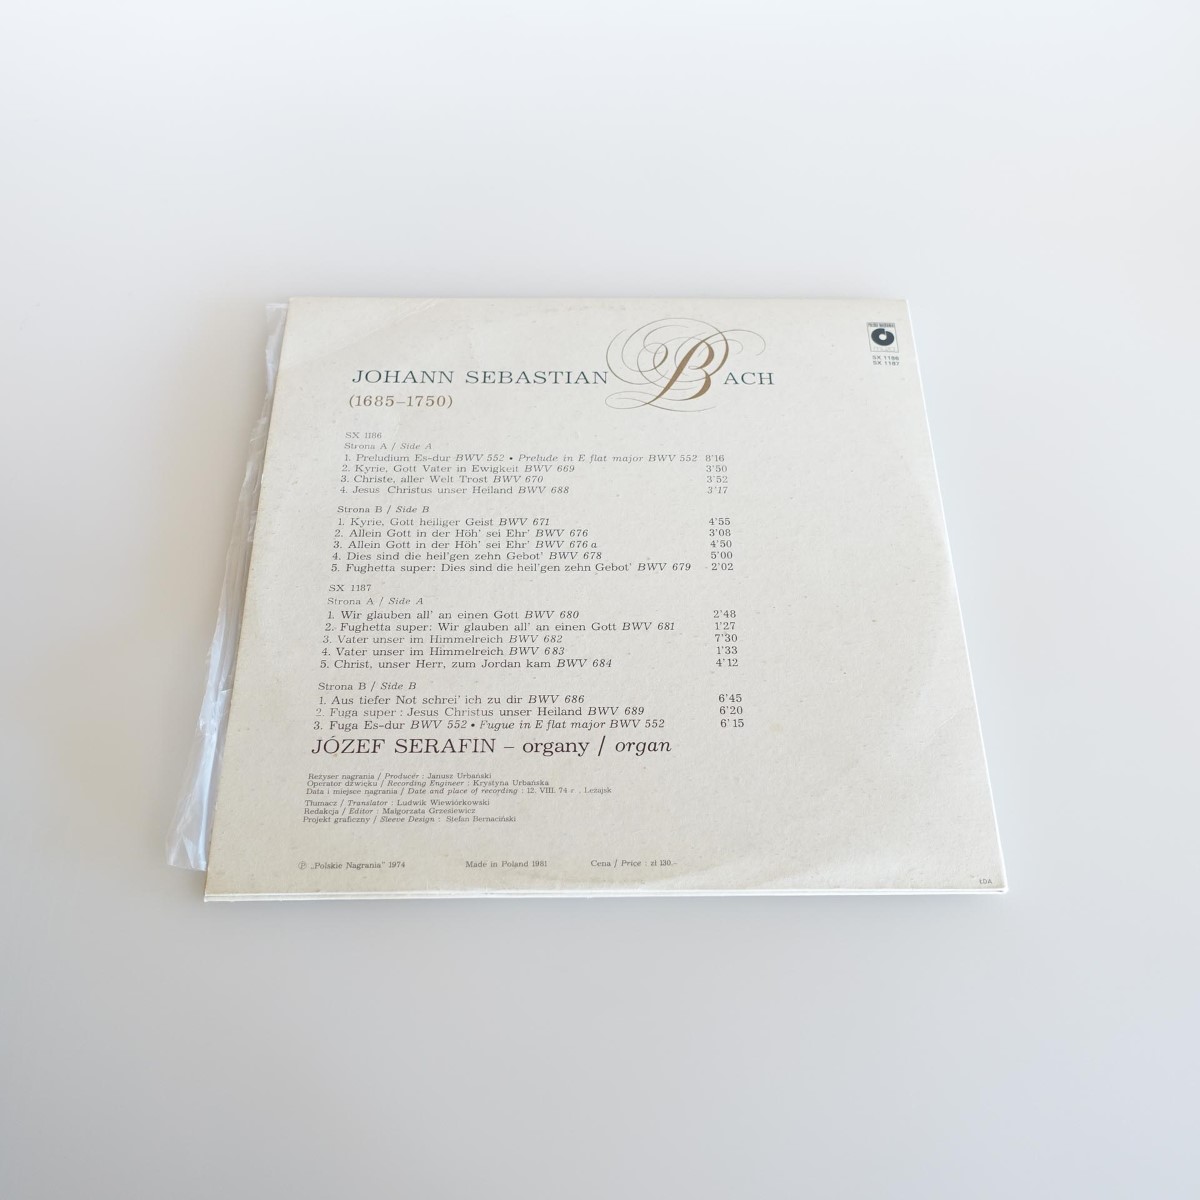 JOHANN SEBASTIAN BACH
(1685–1750)
SX 1186
SX 1187
SX 1186
Strona A / Side A
1. Preludium Es-dur BWV 552 • Prelude in E flat major BWV 552 8'16
2. Kyrie, Gott Vater in Ewigkeit BWV 669 3'50
3. Christe, aller Welt Trost BWV 670 3'52
4. Jesus Christus unser Heiland BWV 688 3'17
Strona B / Side B
1. Kyrie, Gott heiliger Geist BWV 671 4'55
2. Allein Gott in der Höh' sei Ehr' BWV 676 3'08
3. Allein Gott in der Höh' sei Ehr' BWV 676 a 4'50
4. Dies sind die heil'gen zehn Gebot' BWV 678 5'00
5. Fughetta super: Dies sind die heil'gen zehn Gebot' BWV 679 2'02
SX 1187
Strona A / Side A
1. Wir glauben all' an einen Gott BWV 680 2'48
2. Fughetta super: Wir glauben all' an einen Gott BWV 681 1'27
3. Vater unser im Himmelreich BWV 682 7'30
4. Vater unser im Himmelreich BWV 683 1'33
5. Christ, unser Herr, zum Jordan kam BWV 684 4'12
Strona B / Side B
1. Aus tiefer Not schrei' ich zu dir BWV 686 6'45
2. Fuga super : Jesus Christus unser Heiland BWV 689 6'20
3. Fuga Es-dur BWV 552 • Fugue in E flat major BWV 552 6'15
JÓZEF SERAFIN – organy / organ
Reżyser nagrania / Producer : Janusz Urbański
Operator dźwięku / Recording Engineer : Krystyna Urbańska
Data i miejsce nagrania / Date and place of recording : 12. VIII. 74 r., Leżajsk
Tłumacz / Translator : Ludwik Wiewiórkowski
Redakcja / Editor : Małgorzata Grzesiewicz
Projekt graficzny / Sleeve Design : Stefan Bernaciński
Ⓟ „Polskie Nagrania" 1974 Made in Poland 1981 Cena / Price : zł 130,-
ŁDA